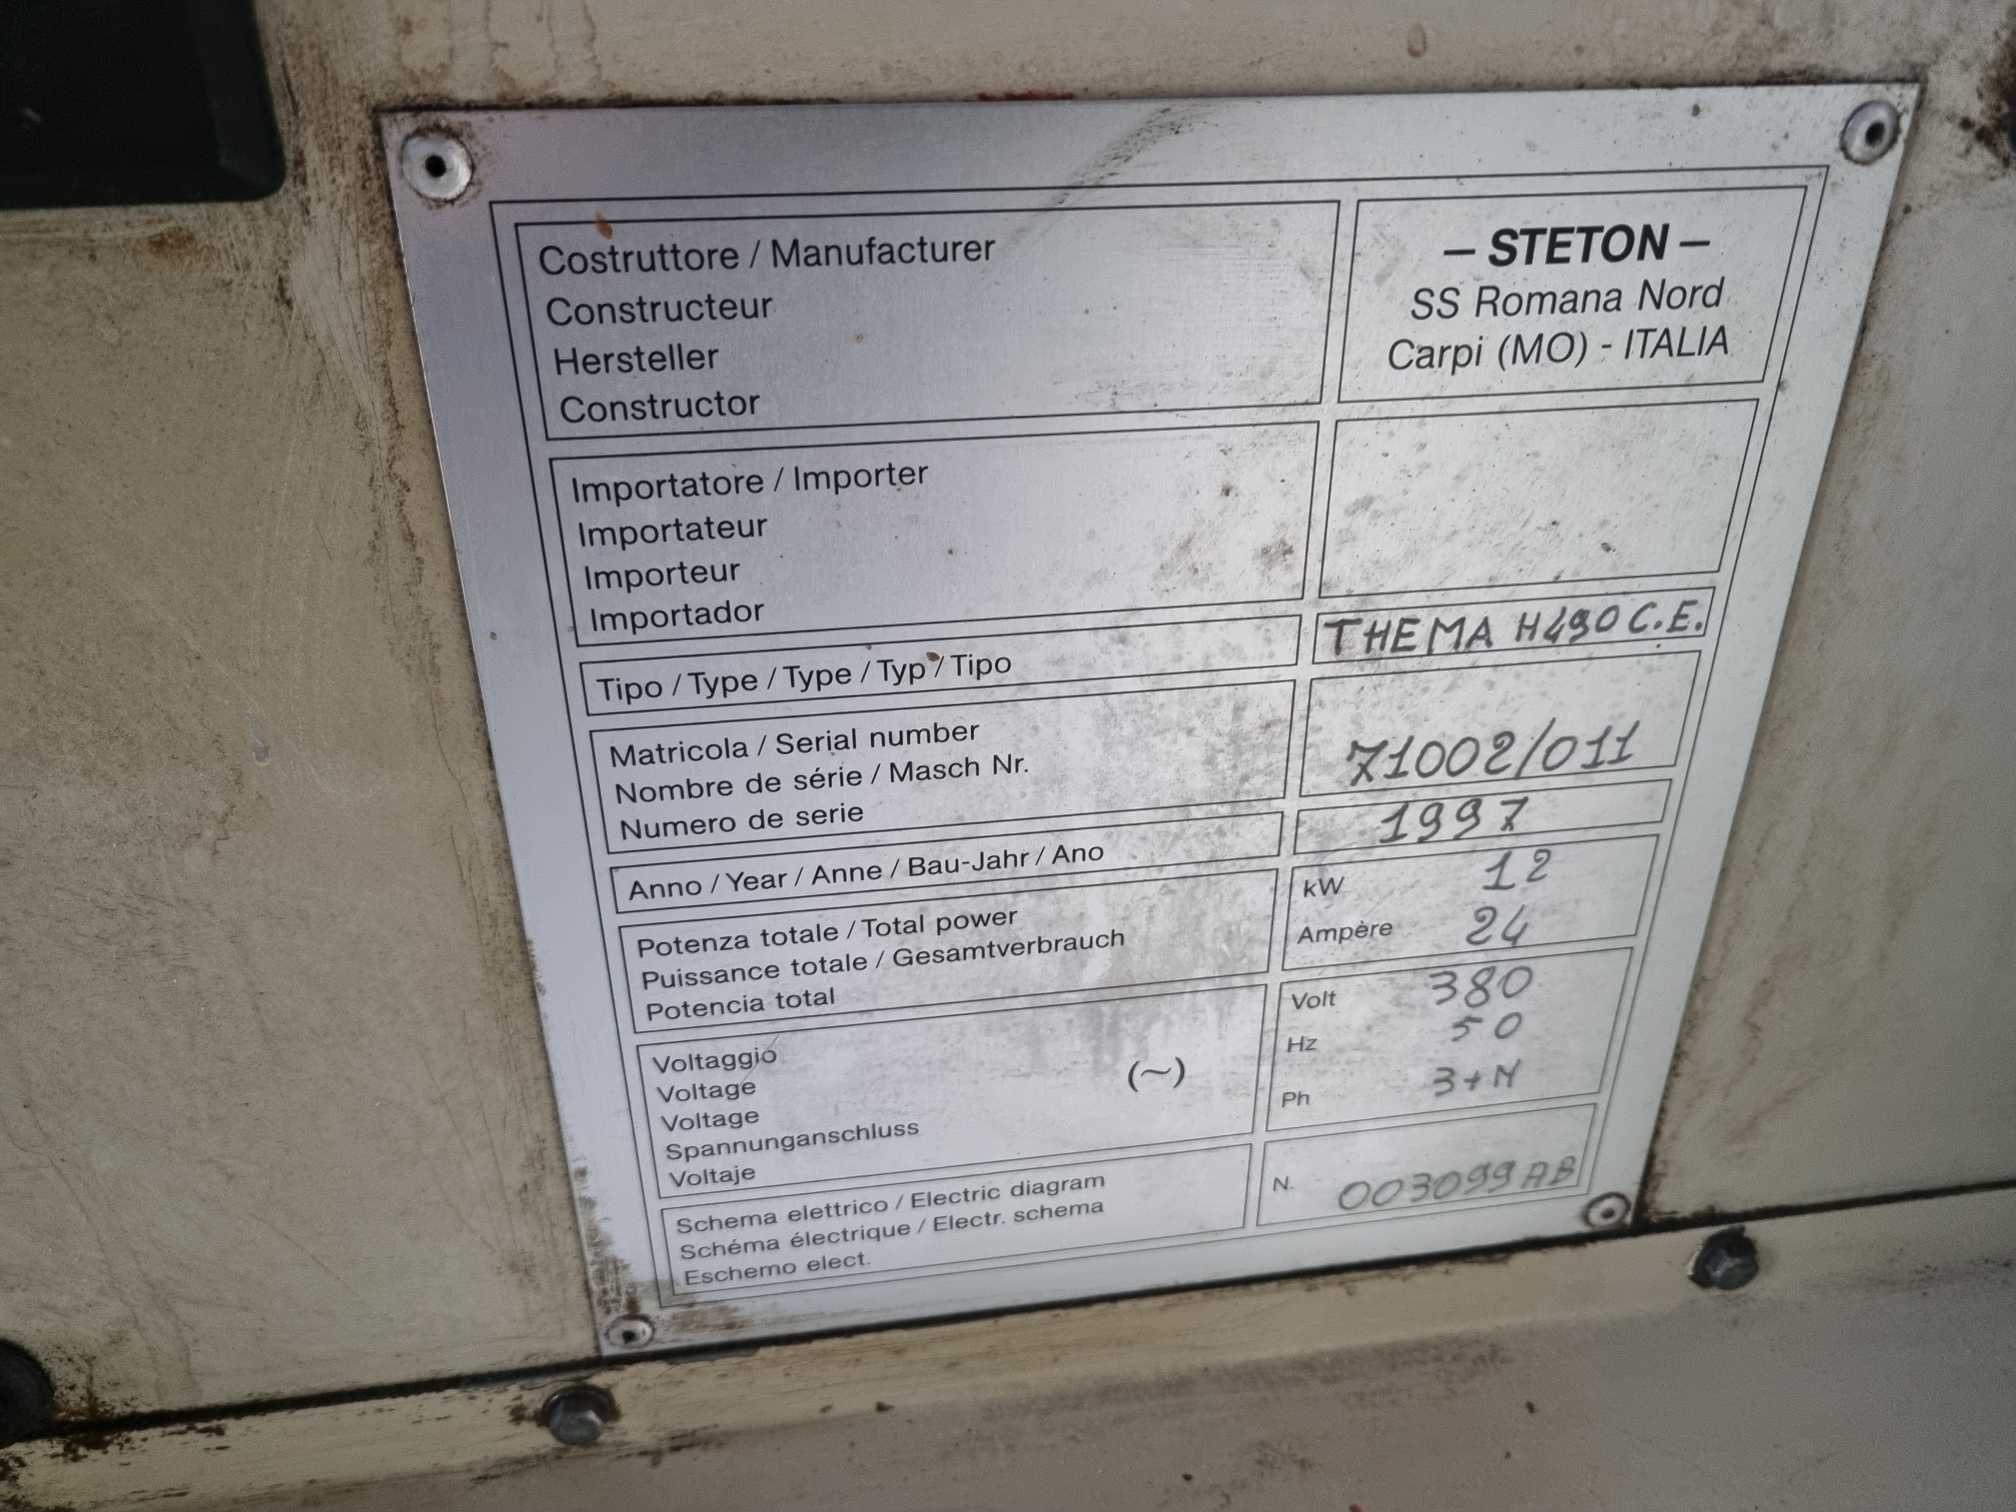 Costruttore / Manufacturer
Constructeur
Hersteller
Constructor
– STETON –
SS Romana Nord
Carpi (MO) - ITALIA
Importatore / Importer
Importateur
Importeur
Importador
Tipo / Type / Type / Typ / Tipo
THEMA H490 C.E.
Matricola / Serial number
Nombre de série / Masch Nr.
Numero de serie
71002/011
Anno / Year / Anne / Bau-Jahr / Ano
1997
Potenza totale / Total power
Puissance totale / Gesamtverbrauch
Potencia total
kW 12
Ampère 24
Voltaggio
Voltage
Voltage
Spannunganschluss
Voltaje
(~)
Volt 380
Hz 50
Ph 3+N
Schema elettrico / Electric diagram
Schéma électrique / Electr. schema
Eschemo elect.
N. 003099AB